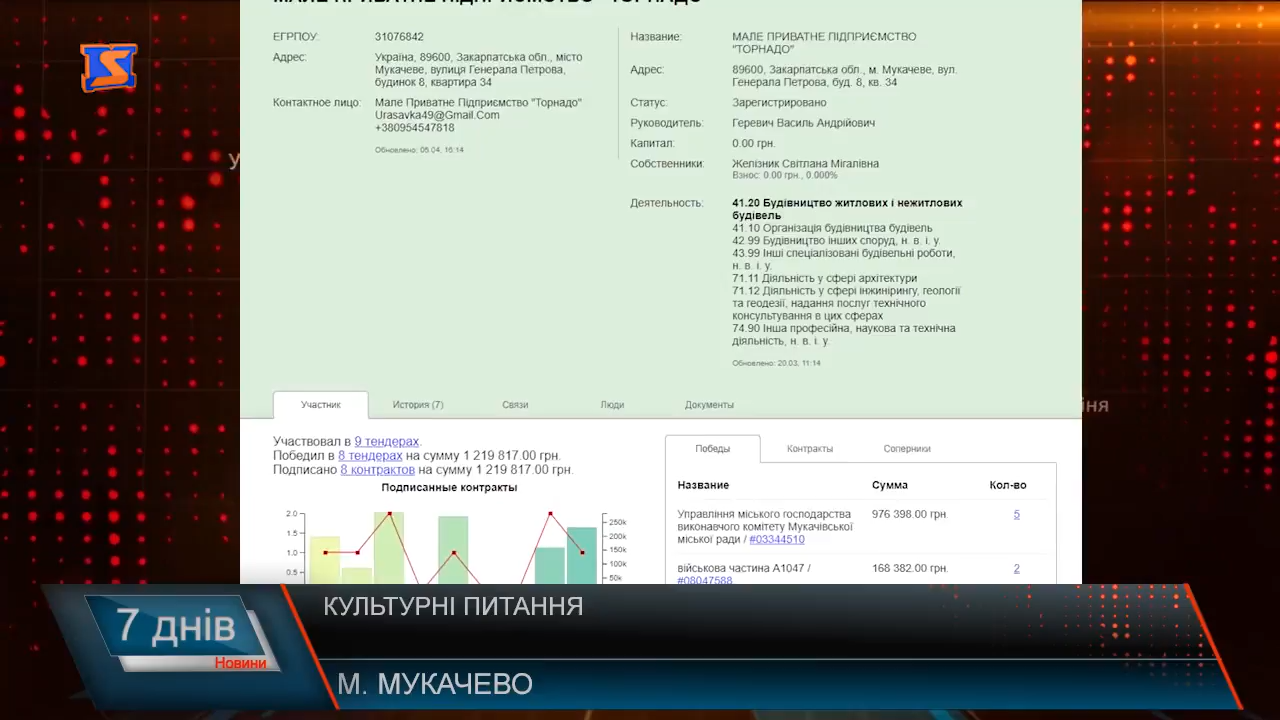 МАЛЕ ПРИВАТНЕ ПІДПРИЄМСТВО "ТОРНАДО"
ЕГРПОУ: 31076842
Адрес: Україна, 89600, Закарпатська обл., місто
Мукачеве, вулиця Генерала Петрова,
будинок 8, квартира 34
Контактное лицо: Мале Приватне Підприємство "Торнадо"
Urasavka49@Gmail.Com
+380954547818
Обновлено: 05.04, 16:14
Название: МАЛЕ ПРИВАТНЕ ПІДПРИЄМСТВО
"ТОРНАДО"
Адрес: 89600, Закарпатська обл., м. Мукачеве, вул.
Генерала Петрова, буд. 8, кв. 34
Статус: Зарегистрировано
Руководитель: Геревич Василь Андрійович
Капитал: 0.00 грн.
Собственники: Желізник Світлана Мігалівна
Взнос: 0.00 грн., 0.000%
Деятельность: 41.20 Будівництво житлових і нежитлових
будівель
41.10 Організація будівництва будівель
42.99 Будівництво інших споруд, н. в. і. у.
43.99 Інші спеціалізовані будівельні роботи,
н. в. і. у.
71.11 Діяльність у сфері архітектури
71.12 Діяльність у сфері інжинірингу, геології
та геодезії, надання послуг технічного
консультування в цих сферах
74.90 Інша професійна, наукова та технічна
діяльність, н. в. і. у.
Обновлено: 20.03, 11:14
Участник История (7) Связи Люди Документы
Участвовал в 9 тендерах.
Победил в 8 тендерах на сумму 1 219 817.00 грн.
Подписано 8 контрактов на сумму 1 219 817.00 грн.
Подписанные контракты
2.0
1.5
1.0
0.5
250k
200k
150k
100k
50k
Победы Контракты Соперники
Название Сумма Кол-во
Управління міського господарства 976 398.00 грн. 5
виконавчого комітету Мукачівської
міської ради / #03344510
військова частина А1047 / 168 382.00 грн. 2
#08047588
7 днів
Новини
КУЛЬТУРНІ ПИТАННЯ
М. МУКАЧЕВО